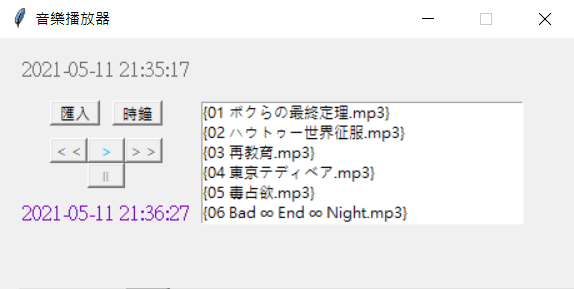 音樂播放器
2021-05-11 21:35:17
匯入 時鐘
< < > > >
||
2021-05-11 21:36:27
{01 ボクらの最終定理.mp3}
{02 ハウトゥー世界征服.mp3}
{03 再教育.mp3}
{04 東京テディベア.mp3}
{05 毒占欲.mp3}
{06 Bad ∞ End ∞ Night.mp3}